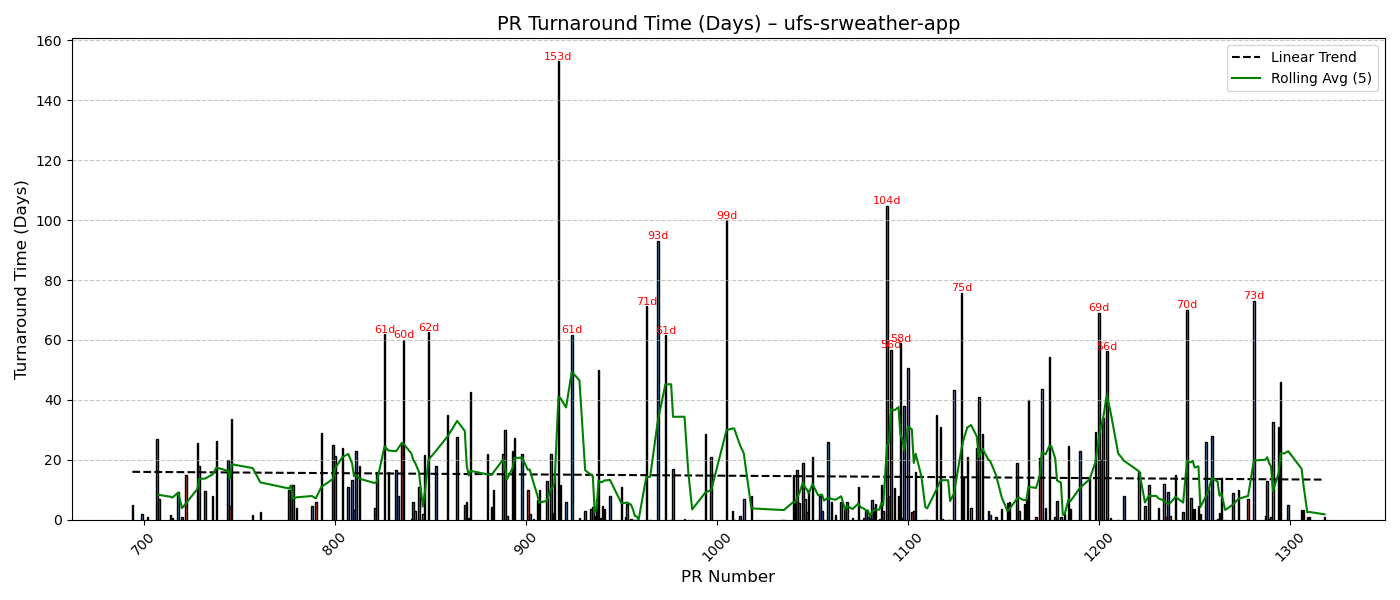 PR Turnaround Time (Days) – ufs-srweather-app
Linear Trend
Rolling Avg (5)
Turnaround Time (Days)
160
140
120
100
80
60
40
20
0
61d
60d
62d
153d
61d
71d
93d
61d
99d
104d
56d
58d
75d
69d
56d
70d
73d
700
800
900
1000
1100
1200
1300
PR Number